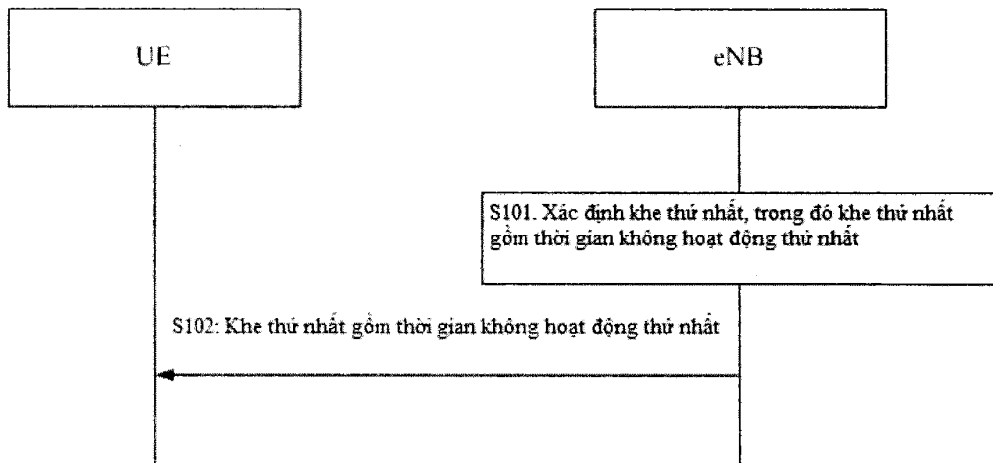 UE
eNB
S101. Xác định khe thứ nhất, trong đó khe thứ nhất
gồm thời gian không hoạt động thứ nhất
S102: Khe thứ nhất gồm thời gian không hoạt động thứ nhất